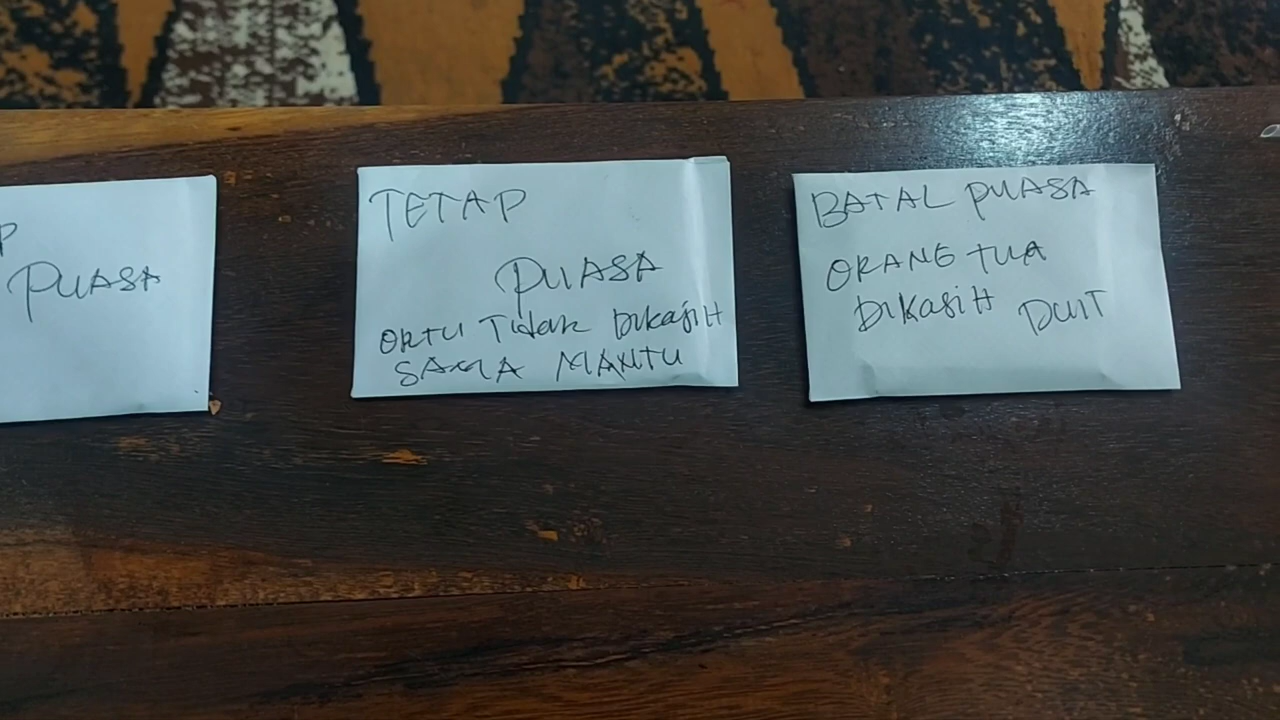 P
PUASA
TETAP
PUASA
ORTU Tidak DikasiH
SAMA MANTU
BATAL PUASA
ORANG TUA
DikasiH DUIT